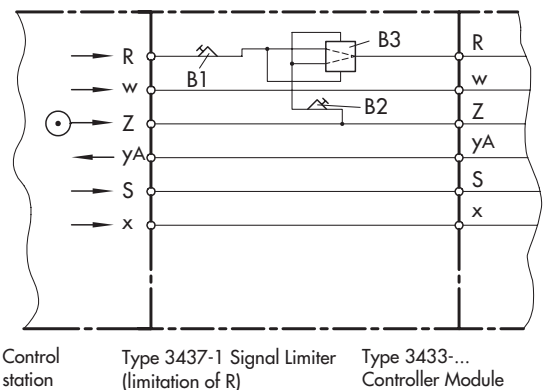 R
B1
B3
R
w
B2
w
Z
Z
yA
yA
S
S
x
x
Control
station
Type 3437-1 Signal Limiter
(limitation of R)
Type 3433-...
Controller Module